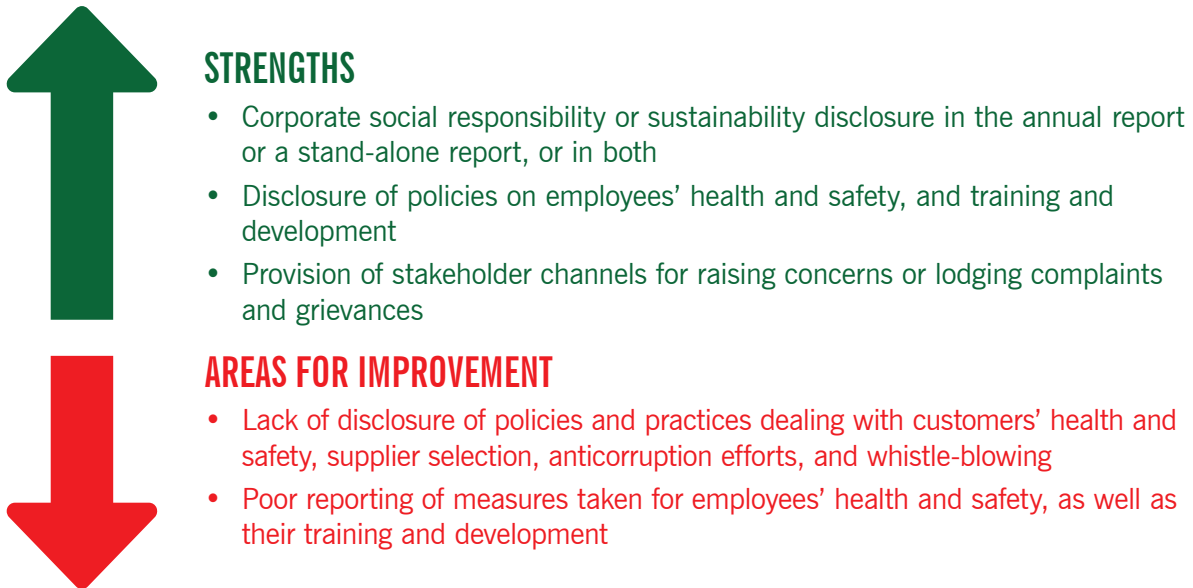 STRENGTHS
• Corporate social responsibility or sustainability disclosure in the annual report
or a stand-alone report, or in both
• Disclosure of policies on employees’ health and safety, and training and
development
• Provision of stakeholder channels for raising concerns or lodging complaints
and grievances
AREAS FOR IMPROVEMENT
• Lack of disclosure of policies and practices dealing with customers’ health and
safety, supplier selection, anticorruption efforts, and whistle-blowing
• Poor reporting of measures taken for employees’ health and safety, as well as
their training and development